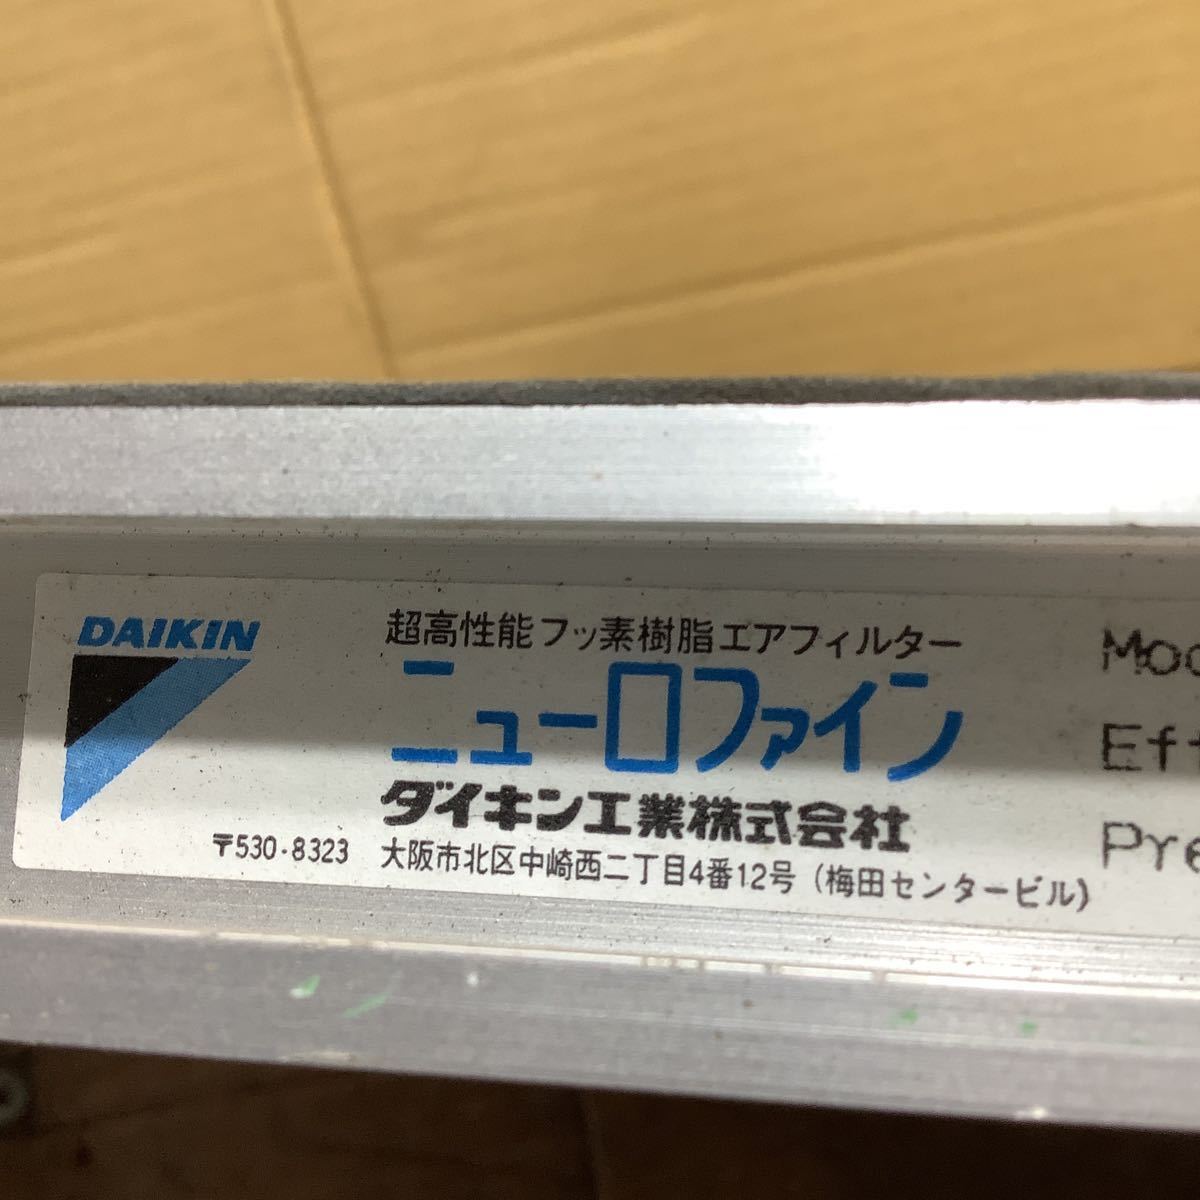 DAIKIN
超高性能フッ素樹脂エアフィルター
ニューロファイン
ダイキン工業株式会社
〒530-8323 大阪市北区中崎西二丁目4番12号(梅田センタービル)